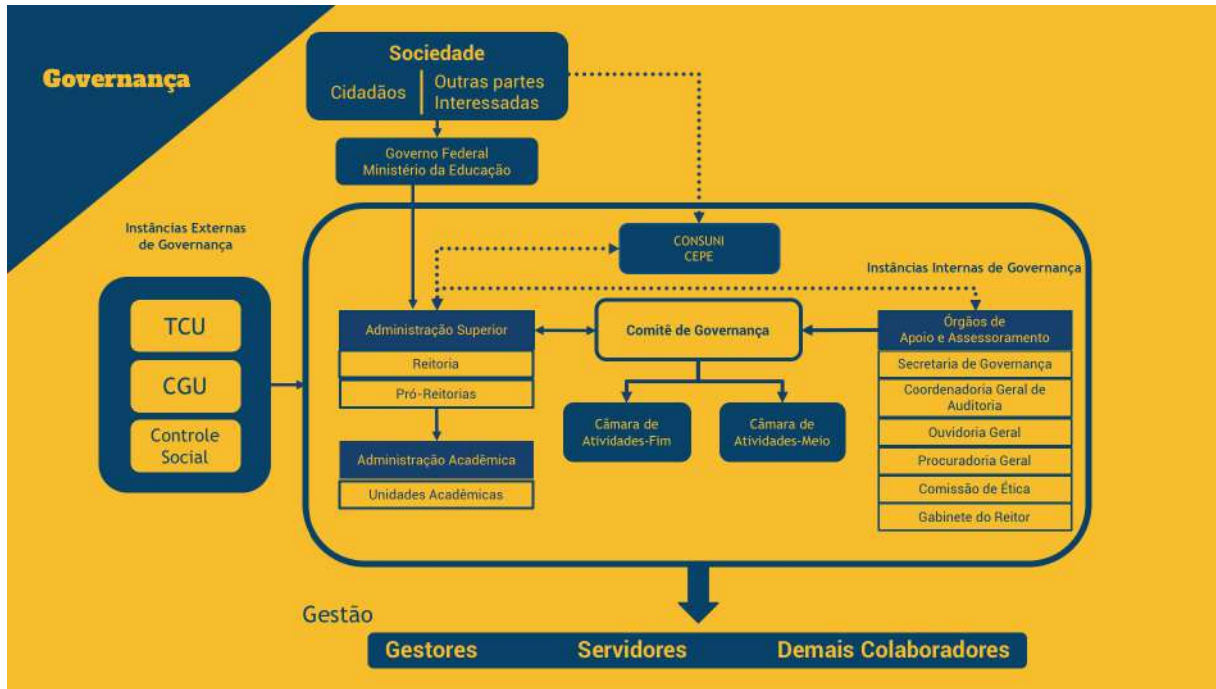 Governança
Sociedade
Cidadãos
Outras partes
Interessadas
Governo Federal
Ministério da Educação
Instâncias Externas
de Governança
TCU
CGU
Controle
Social
CONSUNI
CEPE
Instâncias Internas de Governança
Administração Superior
Reitoria
Pró-Reitorias
Administração Acadêmica
Unidades Acadêmicas
Comitê de Governança
Câmara de
Atividades-Fim
Câmara de
Atividades-Meio
Órgãos de
Apoio e Assessoramento
Secretaria de Governança
Coordenadoria Geral de
Auditoria
Ouvidoria Geral
Procuradoria Geral
Comissão de Ética
Gabinete do Reitor
Gestão
Gestores
Servidores
Demais Colaboradores